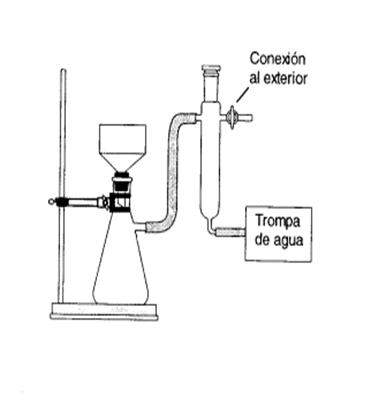 Conexión
al exterior
Trompa
de agua